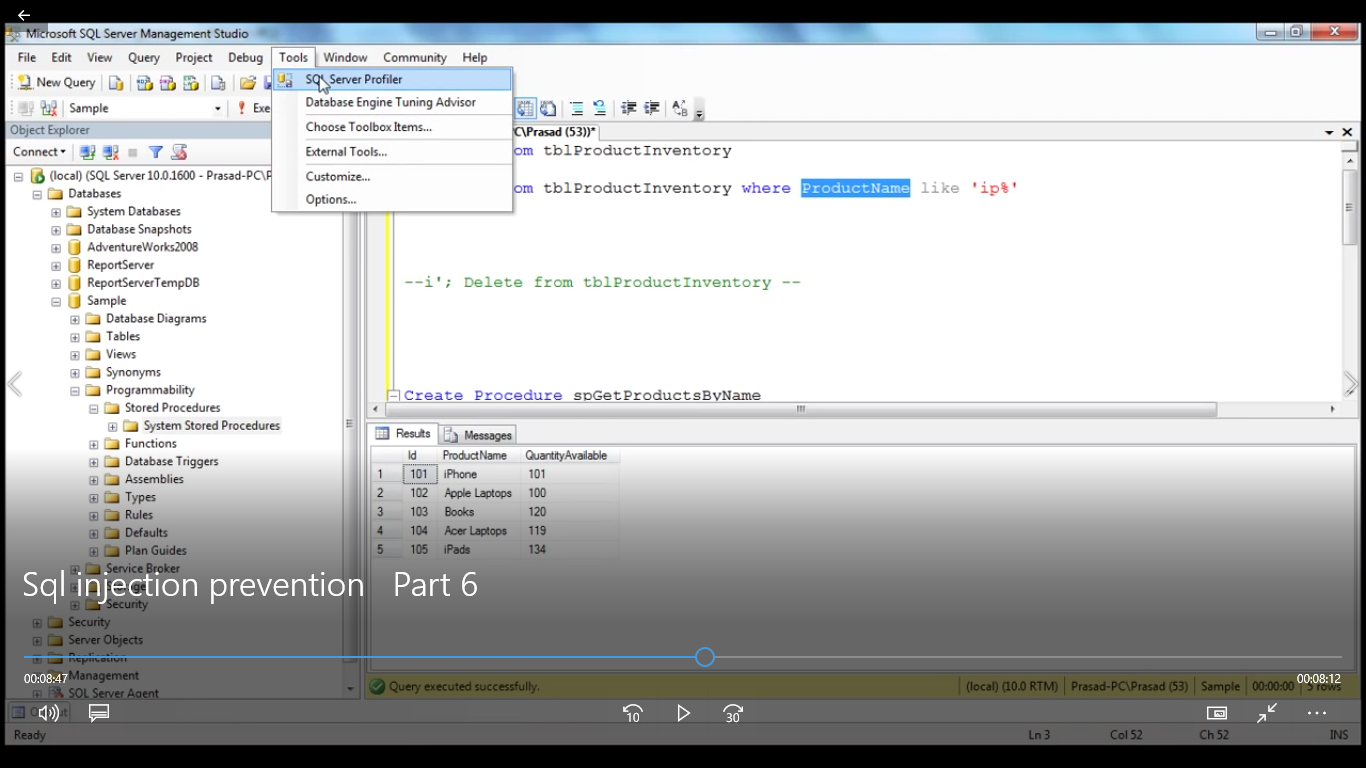 Microsoft SQL Server Management Studio
File Edit View Query Project Debug Tools Window Community Help
New Query
SQL Server Profiler
Database Engine Tuning Advisor
Choose Toolbox Items...
External Tools...
Customize...
Options...
Sample
Exe
Object Explorer
Connect
(local) (SQL Server 10.0.1600 - Prasad-PC\P
Databases
System Databases
Database Snapshots
AdventureWorks2008
ReportServer
ReportServerTempDB
Sample
Database Diagrams
Tables
Views
Synonyms
Programmability
Stored Procedures
System Stored Procedures
Functions
Database Triggers
Assemblies
Types
Rules
Defaults
Plan Guides
Service Broker
Security
Security
Server Objects
Replication
Management
SQL Server Agent
C\Prasad (53))*
om tblProductInventory
om tblProductInventory where ProductName like 'ip%'
--i'; Delete from tblProductInventory --
Create Procedure spGetProductsByName
Results Messages
Id ProductName QuantityAvailable
1 101 iPhone 101
2 102 Apple Laptops 100
3 103 Books 120
4 104 Acer Laptops 119
5 105 iPads 134
Sql injection prevention Part 6
00:08:47
00:08:12
Query executed successfully.
(local) (10.0 RTM) Prasad-PC\Prasad (53) Sample 00:00:00 5 rows
10
30
Ready
Ln 3 Col 52 Ch 52 INS